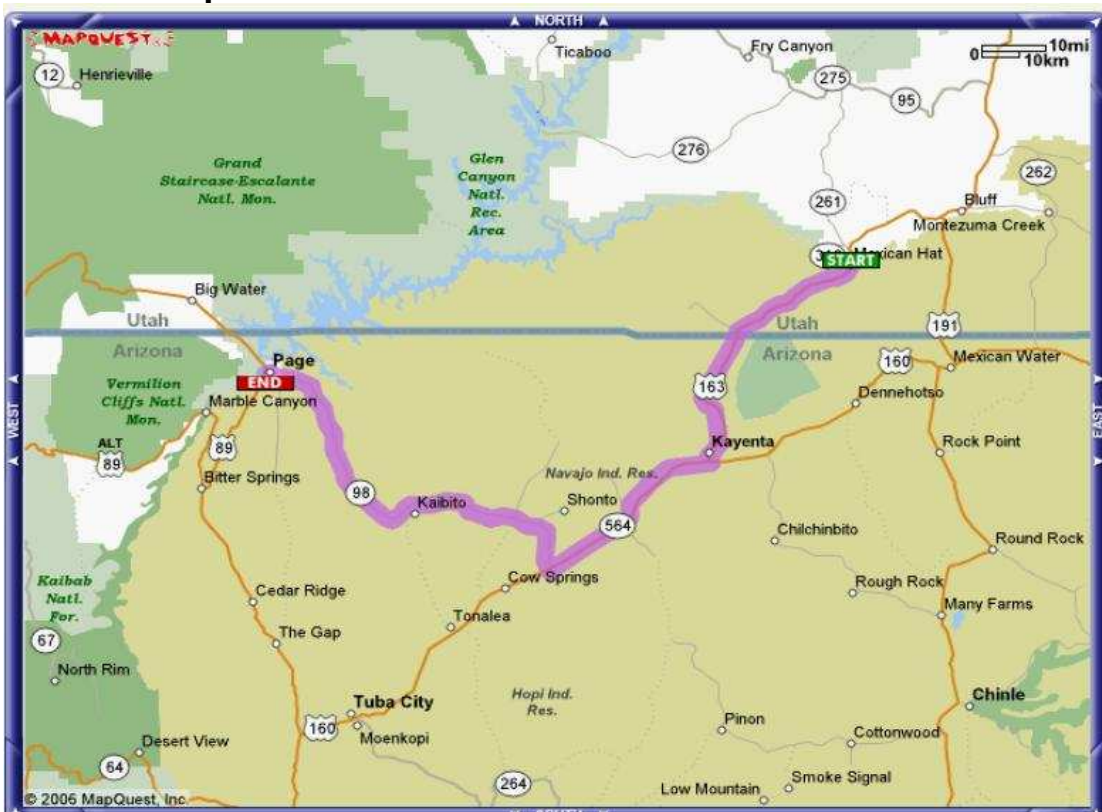 NORTH
MAPQUEST
10mi
0
10km
Ticaboo
Fry Canyon
12
Henrieville
275
95
276
Grand
Staircase-Escalante
Natl. Mon.
Glen
Canyon
Natl.
Rec.
Area
262
261
Bluff
Montezuma Creek
Mexican Hat
START
Big Water
Utah
Arizona
Utah
Arizona
191
Page
END
Vermilion
Cliffs Natl.
Mon.
Marble Canyon
160
Mexican Water
163
Dennehotso
WEST
EAST
ALT
89
89
Kayenta
Rock Point
Bitter Springs
Navajo Ind. Res.
98
Kaibito
Shonto
564
Chilchinbito
Round Rock
Kaibab
Natl.
For.
Cow Springs
Cedar Ridge
Rough Rock
Many Farms
Tonalea
67
The Gap
North Rim
Hopi Ind.
Res.
Chinle
Tuba City
160
Moenkopi
Pinon
Desert View
Cottonwood
64
264
Smoke Signal
Low Mountain
© 2006 MapQuest, Inc